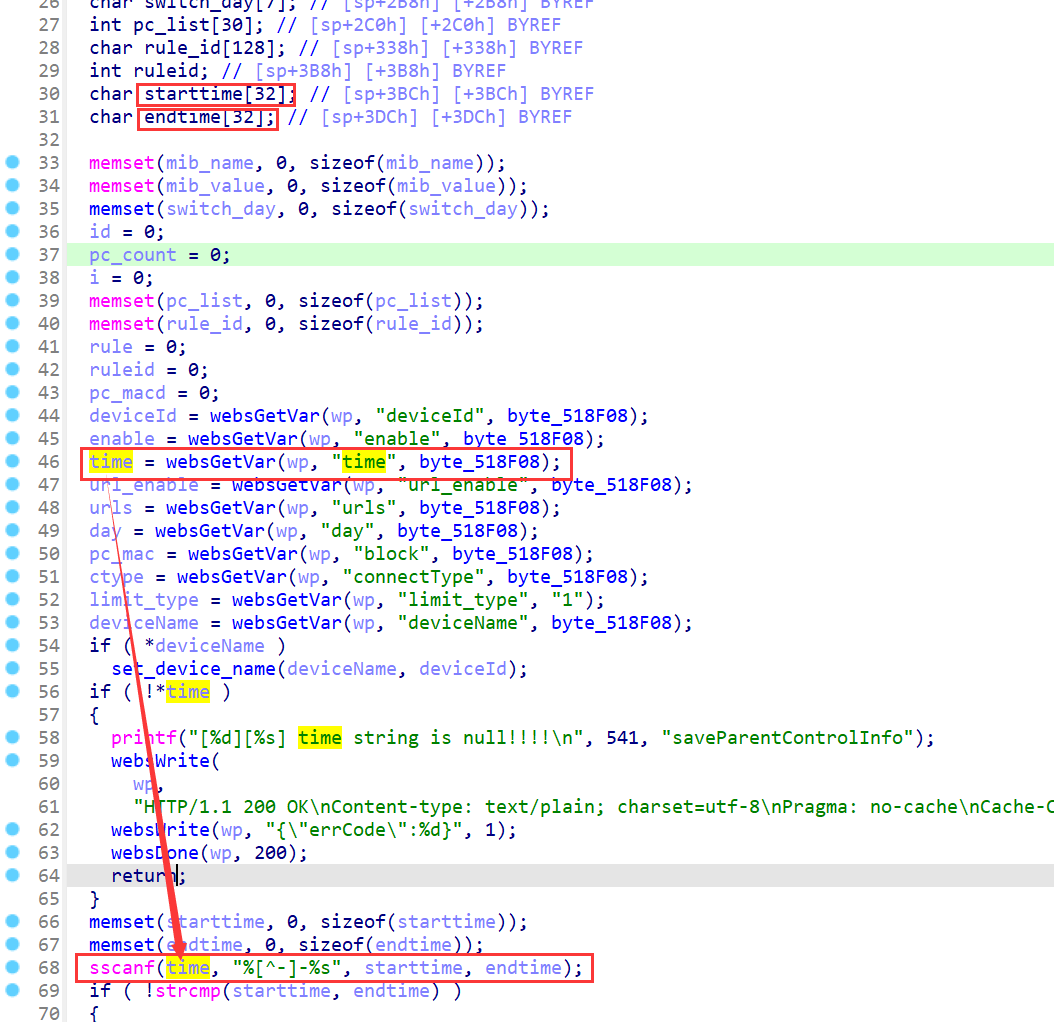 26 char switch_day[7]; // [sp+2B8h] [+2B8h] BYREF
27 int pc_list[30]; // [sp+2C0h] [+2C0h] BYREF
28 char rule_id[128]; // [sp+338h] [+338h] BYREF
29 int ruleid; // [sp+3B8h] [+3B8h] BYREF
30 char starttime[32]; // [sp+3BCh] [+3BCh] BYREF
31 char endtime[32]; // [sp+3DCh] [+3DCh] BYREF
32
33 memset(mib_name, 0, sizeof(mib_name));
34 memset(mib_value, 0, sizeof(mib_value));
35 memset(switch_day, 0, sizeof(switch_day));
36 id = 0;
37 pc_count = 0;
38 i = 0;
39 memset(pc_list, 0, sizeof(pc_list));
40 memset(rule_id, 0, sizeof(rule_id));
41 rule = 0;
42 ruleid = 0;
43 pc_macd = 0;
44 deviceId = websGetVar(wp, "deviceId", byte_518F08);
45 enable = websGetVar(wp, "enable", byte_518F08);
46 time = websGetVar(wp, "time", byte_518F08);
47 url_enable = websGetVar(wp, "url_enable", byte_518F08);
48 urls = websGetVar(wp, "urls", byte_518F08);
49 day = websGetVar(wp, "day", byte_518F08);
50 pc_mac = websGetVar(wp, "block", byte_518F08);
51 ctype = websGetVar(wp, "connectType", byte_518F08);
52 limit_type = websGetVar(wp, "limit_type", "1");
53 deviceName = websGetVar(wp, "deviceName", byte_518F08);
54 if ( *deviceName )
55 set_device_name(deviceName, deviceId);
56 if ( !*time )
57 {
58 printf("[%d][%s] time string is null!!!!\n", 541, "saveParentControlInfo");
59 websWrite(
60 wp,
61 "HTTP/1.1 200 OK\nContent-type: text/plain; charset=utf-8\nPragma: no-cache\nCache-C
62 websWrite(wp, "{\"errCode\":%d}", 1);
63 websDone(wp, 200);
64 return;
65 }
66 memset(starttime, 0, sizeof(starttime));
67 memset(endtime, 0, sizeof(endtime));
68 sscanf(time, "%[^-]-%s", starttime, endtime);
69 if ( !strcmp(starttime, endtime) )
70 {